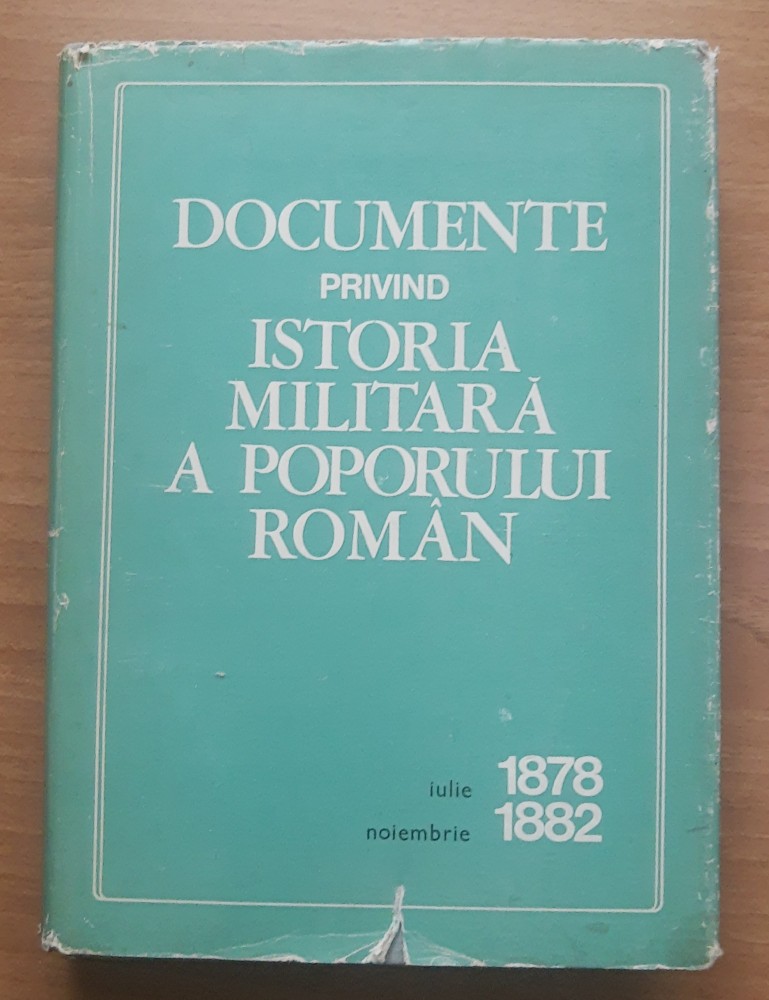 DOCUMENTE
PRIVIND
ISTORIA
MILITARĂ
A POPORULUI
ROMÂN
iulie 1878
noiembrie 1882